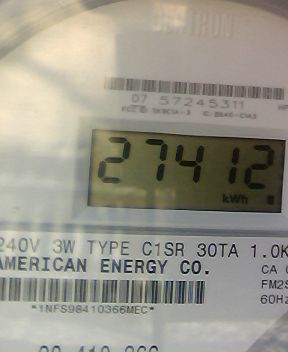 07 57245311
27412
kWh
240V 3W TYPE C1SR 30TA 1.0K
AMERICAN ENERGY CO.
CA
FM2S
60Hz
*1NFS98410366MEC*